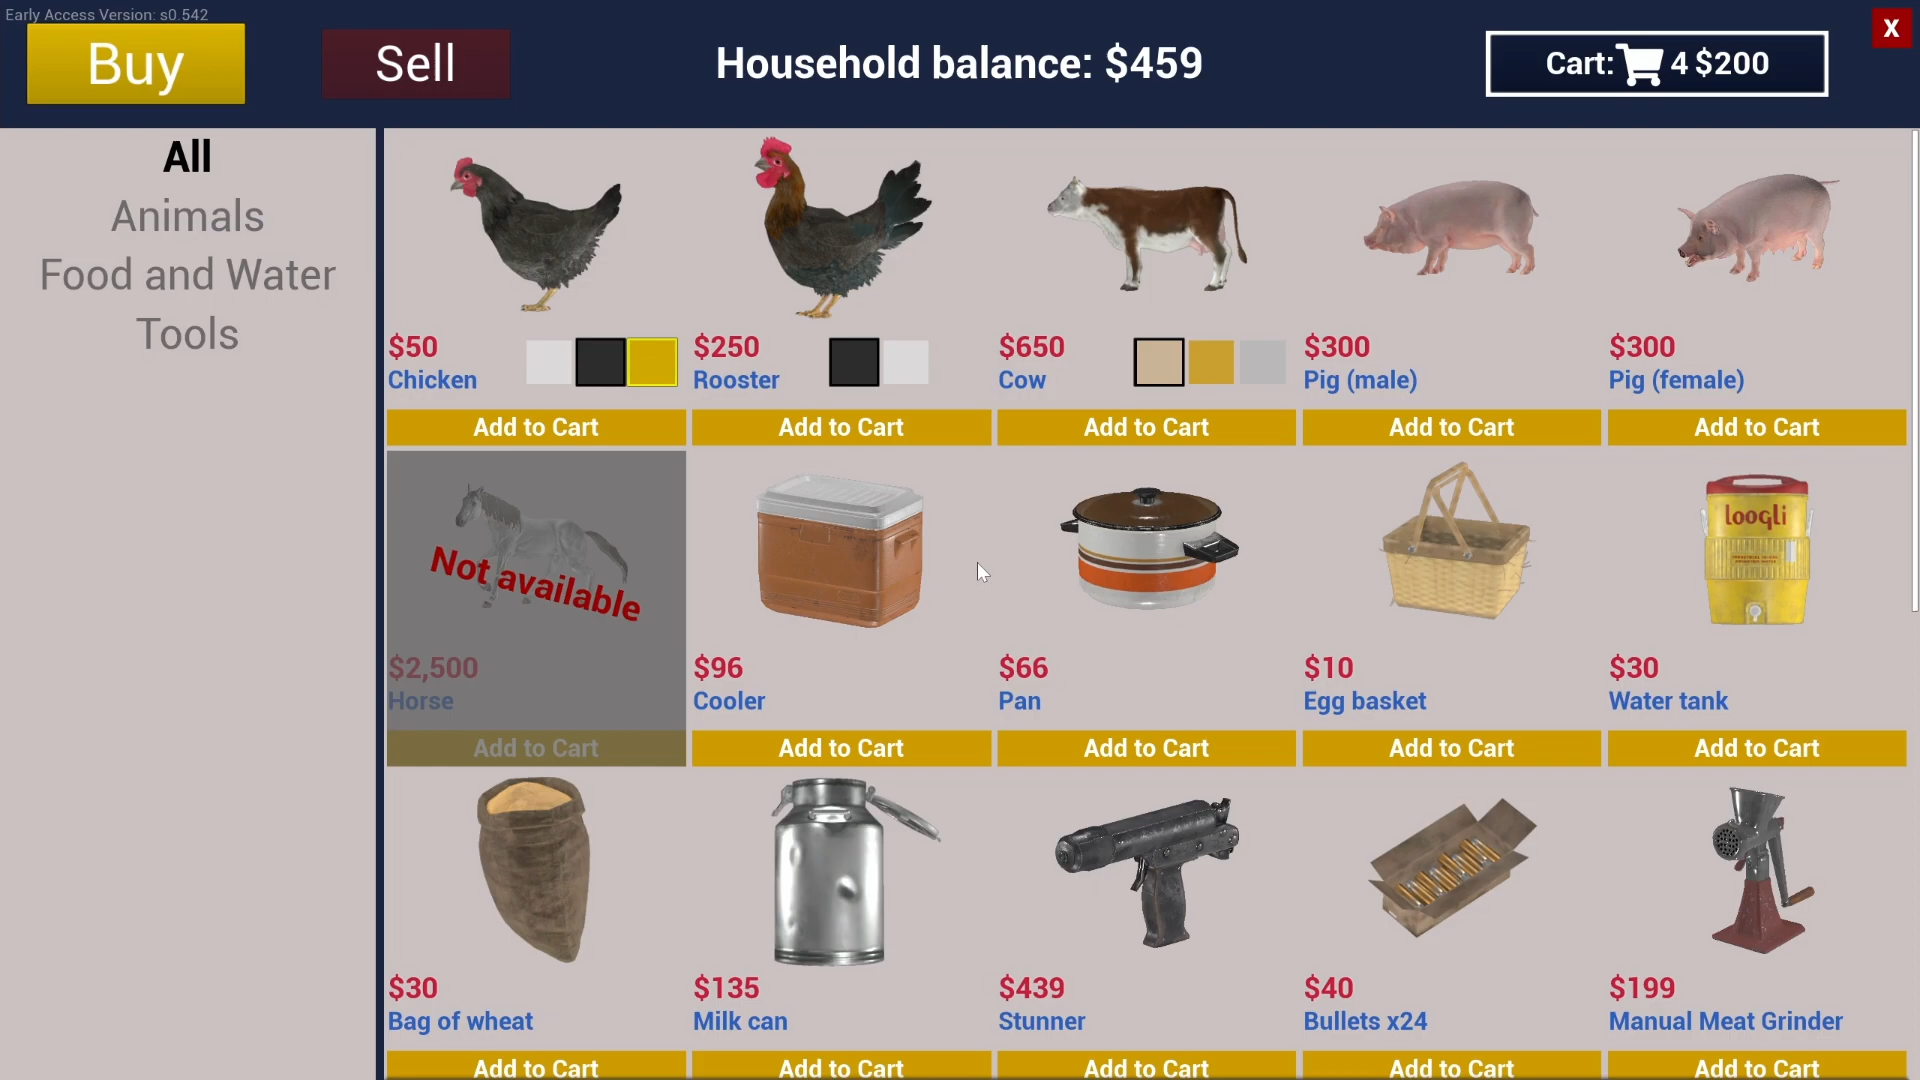 Early Access Version: s0.542
Buy
Sell
Household balance: $459
Cart: 4 $200
X
All
Animals
Food and Water
Tools
$50
Chicken
Add to Cart
$250
Rooster
Add to Cart
$650
Cow
Add to Cart
$300
Pig (male)
Add to Cart
$300
Pig (female)
Add to Cart
Not available
$2,500
Horse
Add to Cart
$96
Cooler
Add to Cart
$66
Pan
Add to Cart
$10
Egg basket
Add to Cart
looqli
$30
Water tank
Add to Cart
$30
Bag of wheat
Add to Cart
$135
Milk can
Add to Cart
$439
Stunner
Add to Cart
$40
Bullets x24
Add to Cart
$199
Manual Meat Grinder
Add to Cart